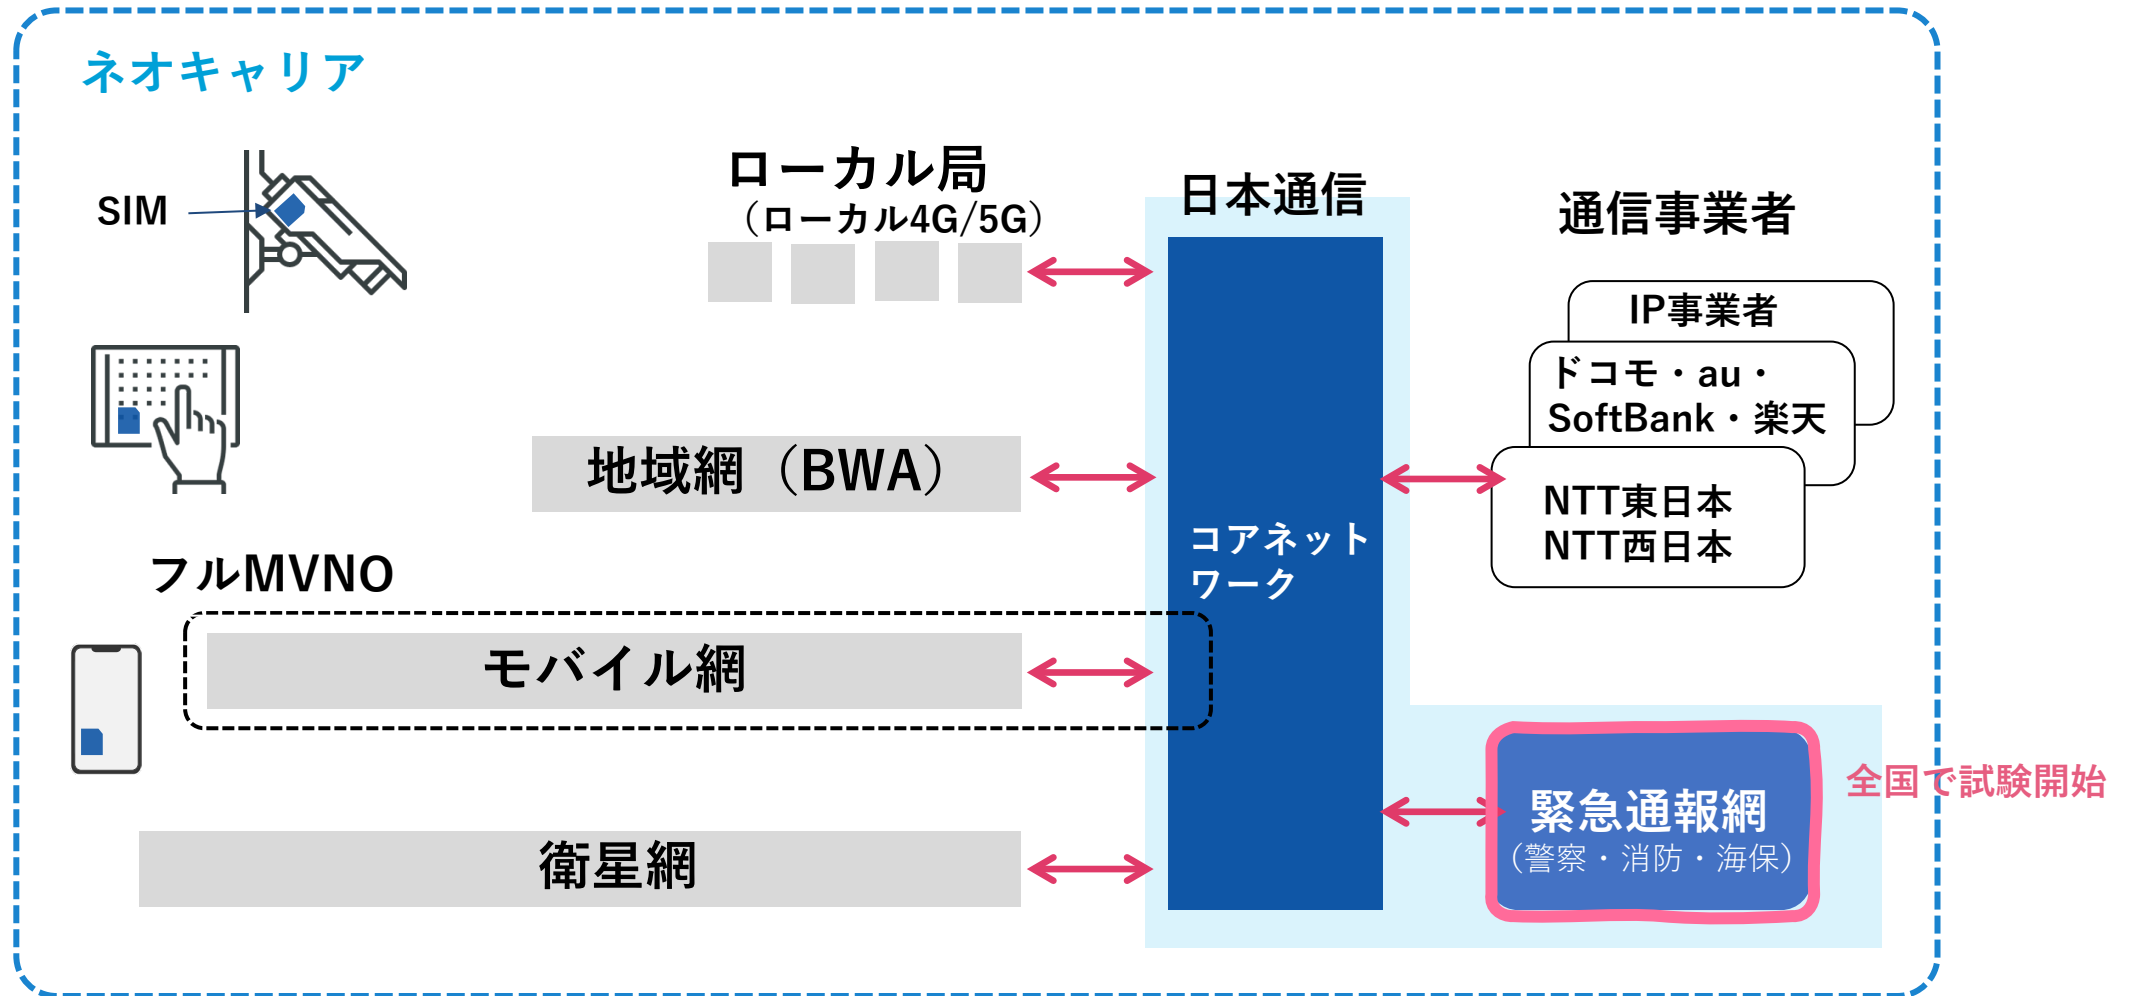 ネオキャリア
SIM
ローカル局
（ローカル4G/5G）
日本通信
通信事業者
IP事業者
ドコモ・au・
SoftBank・楽天
NTT東日本
NTT西日本
地域網（BWA）
コアネット
ワーク
フルMVNO
モバイル網
衛星網
緊急通報網
（警察・消防・海保）
全国で試験開始